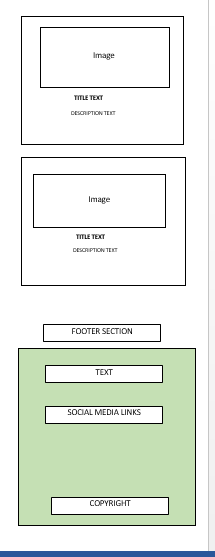 Image
TITLE TEXT
DESCRIPTION TEXT
Image
TITLE TEXT
DESCRIPTION TEXT
FOOTER SECTION
TEXT
SOCIAL MEDIA LINKS
COPYRIGHT